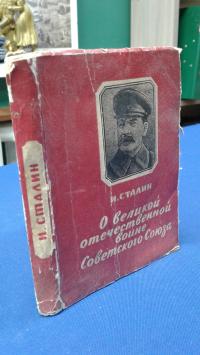 И. СТАЛИН
И. СТАЛИН
О великой
отечественной
войне
Советского Союза